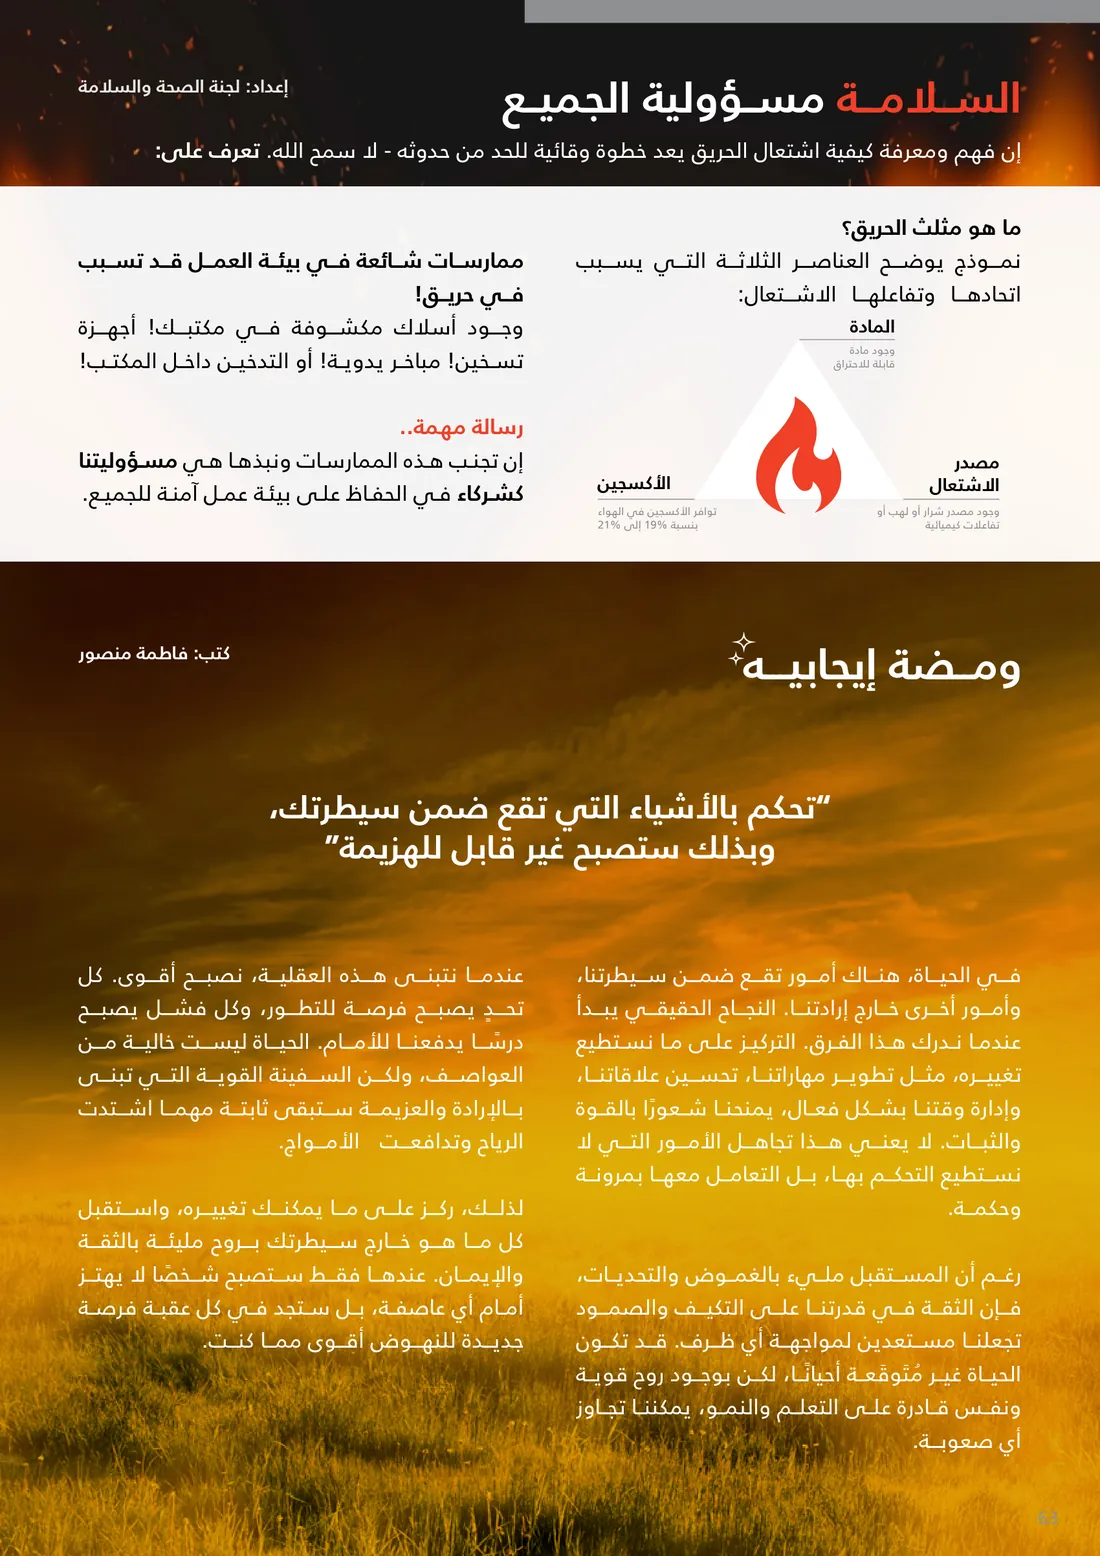 السلامة مسؤولية الجميع
إعداد: لجنة الصحة والسلامة
إن فهم ومعرفة كيفية اشتعال الحريق يعد خطوة وقائية للحد من حدوثه - لا سمح الله. تعرف على:
ما هو مثلث الحريق؟
نموذج يوضح العناصر الثلاثة التي يسبب
اتحادها وتفاعلها الاشتعال:
المادة
وجود مادة
قابلة للاحتراق
مصدر
الاشتعال
وجود مصدر شرار أو لهب أو
تفاعلات كيميائية
الأكسجين
توافر الأكسجين في الهواء
بنسبة 19% إلى 21%
ممارسات شائعة في بيئة العمل قد تسبب
في حريق!
وجود أسلاك مكشوفة في مكتبك! أجهزة
تسخين! مباخر يدوية! أو التدخين داخل المكتب!
رسالة مهمة..
إن تجنب هذه الممارسات ونبذها هي مسؤوليتنا
كشركاء في الحفاظ على بيئة عمل آمنة للجميع.
ومضة إيجابيه
كتب: فاطمة منصور
“تحكم بالأشياء التي تقع ضمن سيطرتك،
وبذلك ستصبح غير قابل للهزيمة”
في الحياة، هناك أمور تقع ضمن سيطرتنا،
وأمور أخرى خارج إرادتنا. النجاح الحقيقي يبدأ
عندما ندرك هذا الفرق. التركيز على ما نستطيع
تغييره، مثل تطوير مهاراتنا، تحسين علاقاتنا،
وإدارة وقتنا بشكل فعال، يمنحنا شعورًا بالقوة
والثبات. لا يعني هذا تجاهل الأمور التي لا
نستطيع التحكم بها، بل التعامل معها بمرونة
وحكمة.
رغم أن المستقبل مليء بالغموض والتحديات،
فإن الثقة في قدرتنا على التكيف والصمود
تجعلنا مستعدين لمواجهة أي ظرف. قد تكون
الحياة غير مُتَوقَعة أحيانًا، لكن بوجود روح قوية
ونفس قادرة على التعلم والنمو، يمكننا تجاوز
أي صعوبة.
عندما نتبنى هذه العقلية، نصبح أقوى. كل
تحدٍ يصبح فرصة للتطور، وكل فشل يصبح
درسًا يدفعنا للأمام. الحياة ليست خالية من
العواصف، ولكن السفينة القوية التي تبنى
بالإرادة والعزيمة ستبقى ثابتة مهما اشتدت
الرياح وتدافعت الأمواج.
لذلك، ركز على ما يمكنك تغييره، واستقبل
كل ما هو خارج سيطرتك بروح مليئة بالثقة
والإيمان. عندها فقط ستصبح شخصًا لا يهتز
أمام أي عاصفة، بل ستجد في كل عقبة فرصة
جديدة للنهوض أقوى مما كنت.
63